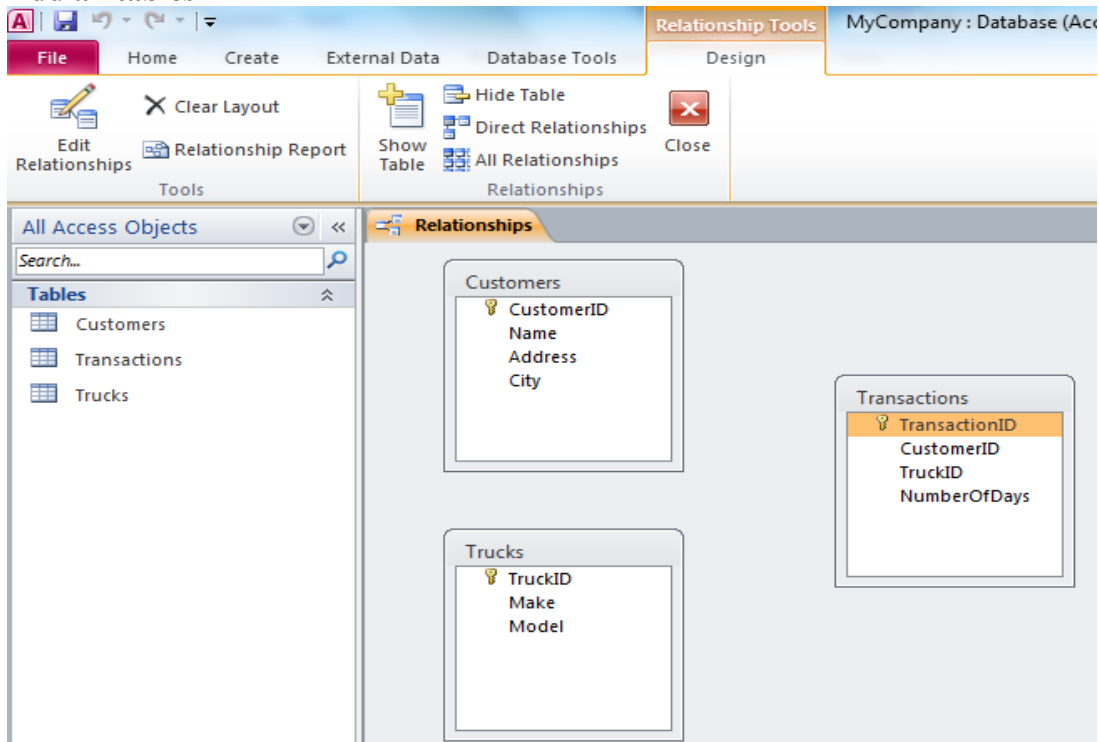 A
Relationship Tools
MyCompany : Database (Acc
File Home Create External Data Database Tools Design
Edit Relationships
Clear Layout
Relationship Report
Tools
Show Table
Hide Table
Direct Relationships
All Relationships
Close
Relationships
All Access Objects
Search...
Tables
Customers
Transactions
Trucks
Relationships
Customers
CustomerID
Name
Address
City
Transactions
TransactionID
CustomerID
TruckID
NumberOfDays
Trucks
TruckID
Make
Model